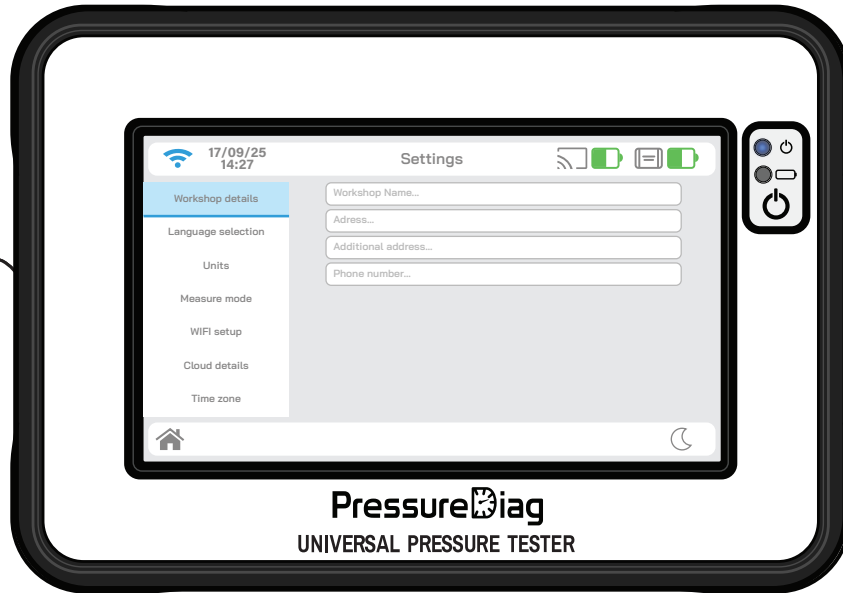 17/09/25
14:27
Settings
Workshop details
Language selection
Units
Measure mode
WIFI setup
Cloud details
Time zone
Workshop Name...
Adress...
Additional address...
Phone number...
PressureDiag
UNIVERSAL PRESSURE TESTER